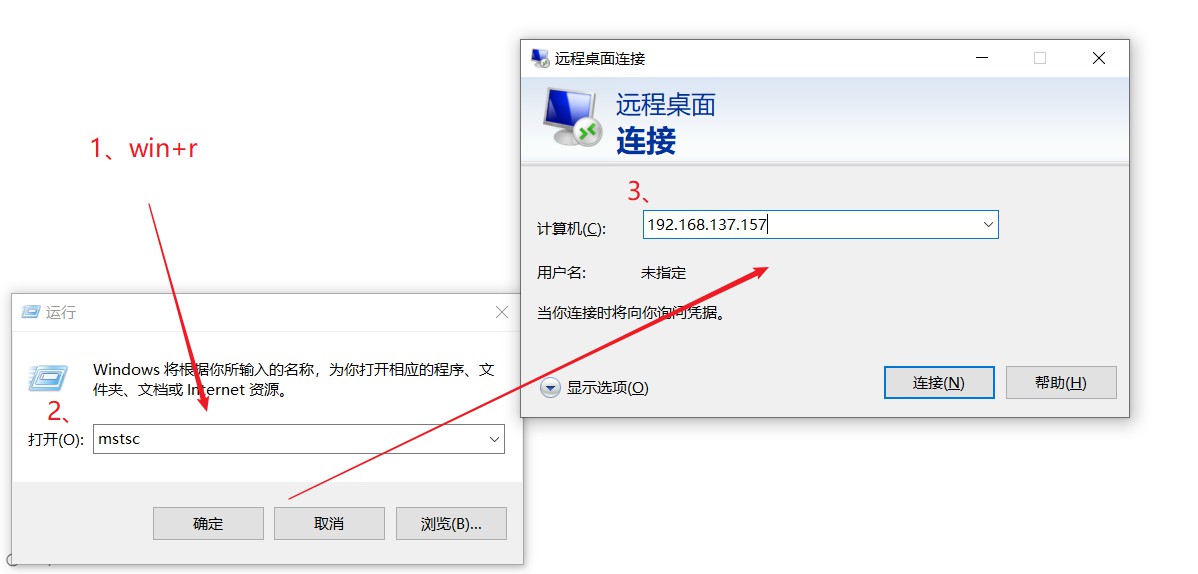 远程桌面连接
远程桌面
连接
1、win+r
3、
计算机(C):
192.168.137.157
用户名:
未指定
当你连接时将向你询问凭据。
显示选项(O)
连接(N)
帮助(H)
运行
Windows 将根据你所输入的名称，为你打开相应的程序、文
件夹、文档或 Internet 资源。
2、
打开(O):
mstsc
确定
取消
浏览(B)...